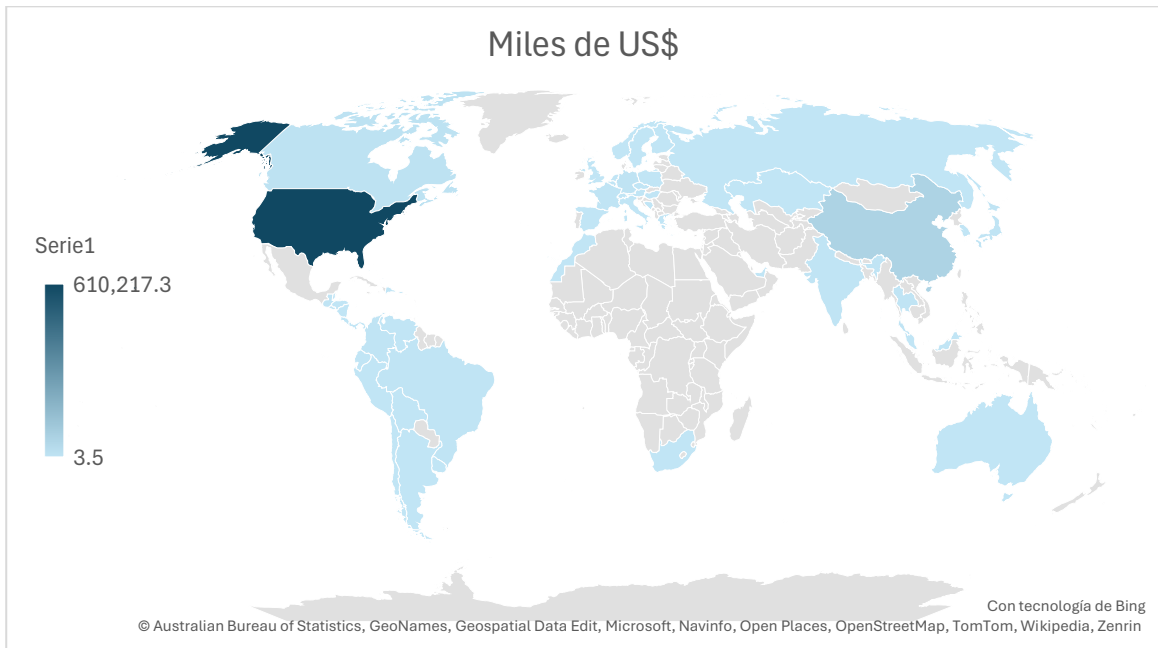 Miles de US$
Serie1
610,217.3
3.5
Con tecnología de Bing
© Australian Bureau of Statistics, GeoNames, Geospatial Data Edit, Microsoft, Navinfo, Open Places, OpenStreetMap, TomTom, Wikipedia, Zenrin